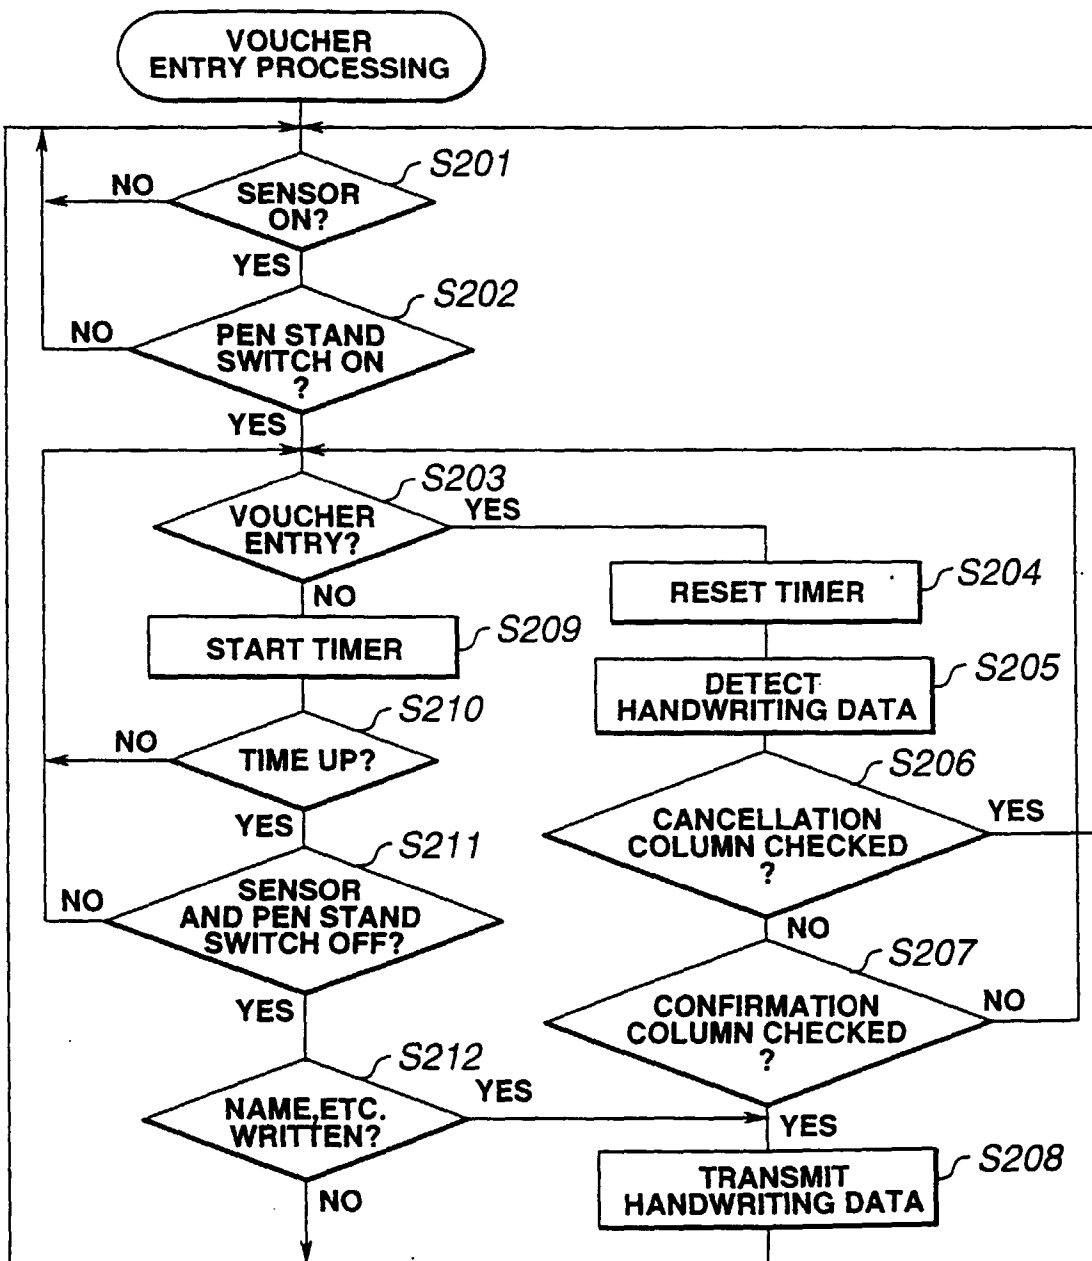 VOUCHER
ENTRY PROCESSING
S201
NO
SENSOR
ON?
YES
S202
NO
PEN STAND
SWITCH ON
?
YES
S203
VOUCHER
ENTRY?
YES
NO
S204
RESET TIMER
S209
START TIMER
S205
DETECT
HANDWRITING DATA
S210
NO
TIME UP?
YES
S206
CANCELLATION
COLUMN CHECKED
?
YES
NO
S211
NO
SENSOR
AND PEN STAND
SWITCH OFF?
YES
S207
CONFIRMATION
COLUMN CHECKED
?
NO
YES
S212
NAME,ETC.
WRITTEN?
YES
NO
S208
TRANSMIT
HANDWRITING DATA